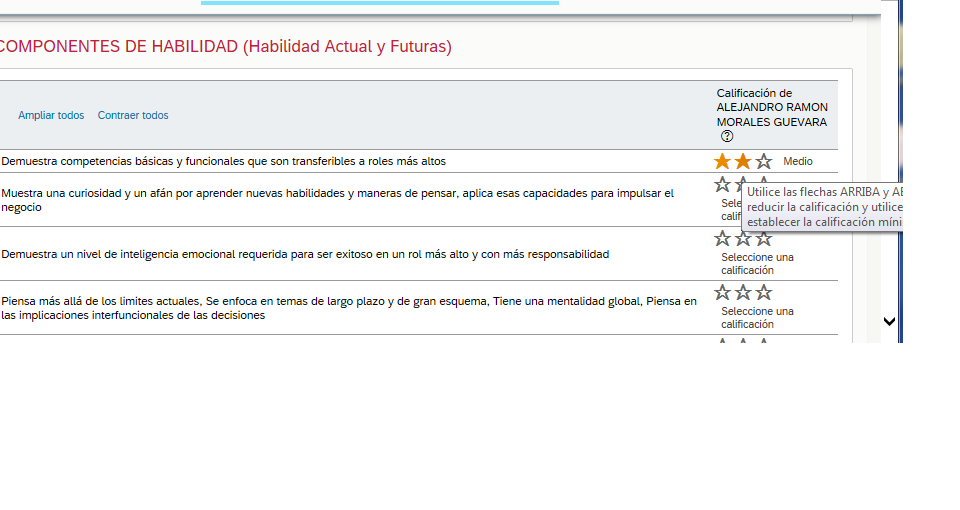 COMPONENTES DE HABILIDAD (Habilidad Actual y Futuras)
Ampliar todos Contraer todos
Calificación de
ALEJANDRO RAMON
MORALES GUEVARA
?
Demuestra competencias básicas y funcionales que son transferibles a roles más altos
Medio
Muestra una curiosidad y un afán por aprender nuevas habilidades y maneras de pensar, aplica esas capacidades para impulsar el
negocio
Sele
calif
Utilice las flechas ARRIBA y AB
reducir la calificación y utilice
establecer la calificación míni
Demuestra un nivel de inteligencia emocional requerida para ser exitoso en un rol más alto y con más responsabilidad
Seleccione una
calificación
Piensa más allá de los limites actuales, Se enfoca en temas de largo plazo y de gran esquema, Tiene una mentalidad global, Piensa en
las implicaciones interfuncionales de las decisiones
Seleccione una
calificación